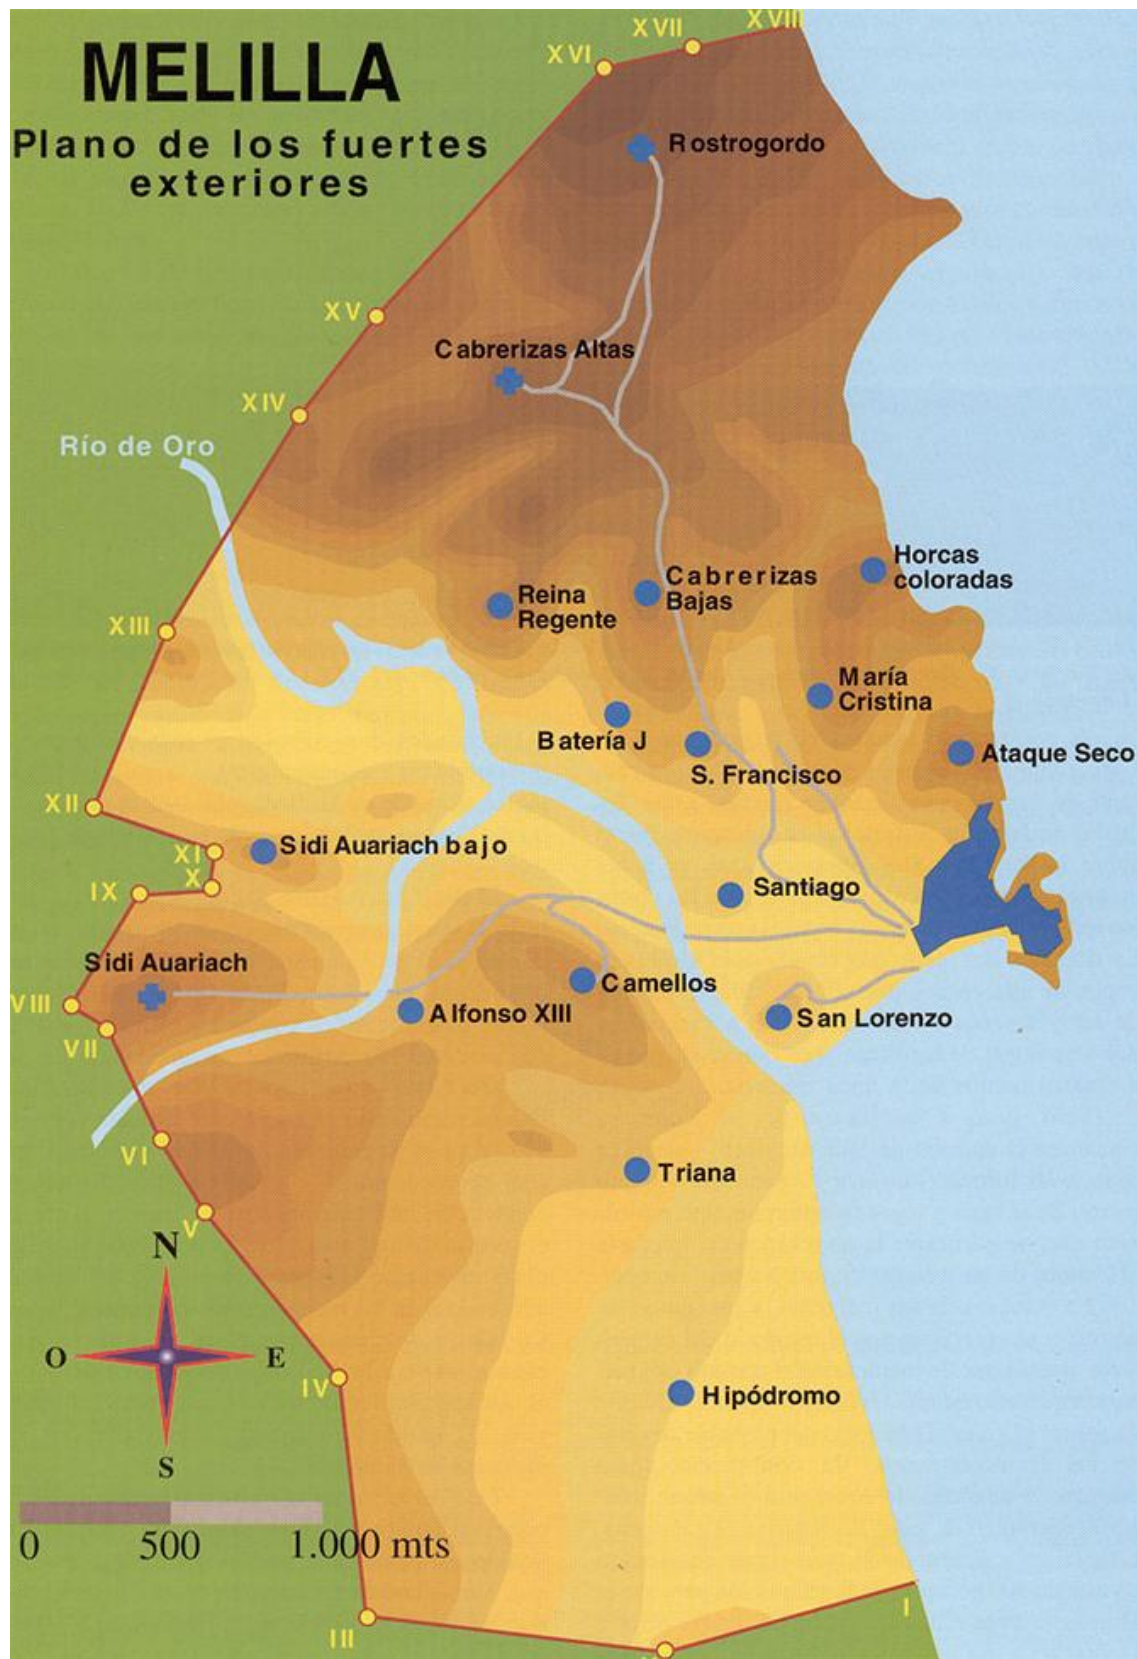 MELILLA
Plano de los fuertes
exteriores
XVI
XVII
XVIII
Rostrogordo
XV
Cabrerizas Altas
XIV
Río de Oro
Horcas
coloradas
Cabrerizas
Bajas
Reina
Regente
XIII
María
Cristina
Batería J
S. Francisco
Ataque Seco
XII
XI
Sidi Auariach bajo
X
IX
Santiago
Sidi Auariach
VIII
Camellos
Alfonso XIII
San Lorenzo
VII
VI
Triana
V
N
O
E
S
IV
Hipódromo
0
500
1.000 mts
III
I